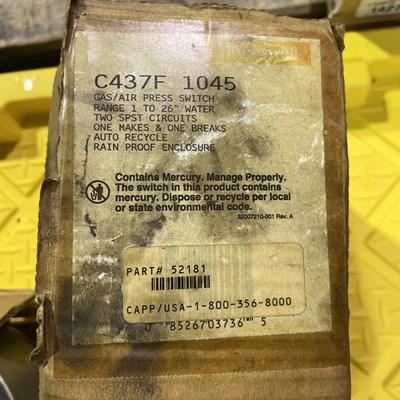 C437F 1045
GAS/AIR PRESS SWITCH
RANGE 1 TO 26" WATER
TWO SPST CIRCUITS
ONE MAKES & ONE BREAKS
AUTO RECYCLE
RAIN PROOF ENCLOSURE
Contains Mercury. Manage Properly.
The switch in this product contains
mercury. Dispose or recycle per local
or state environmental code.
32007210-001 Rev. A
PART# 52181
CAPP/USA-1-800-356-8000
0 8526703736 5